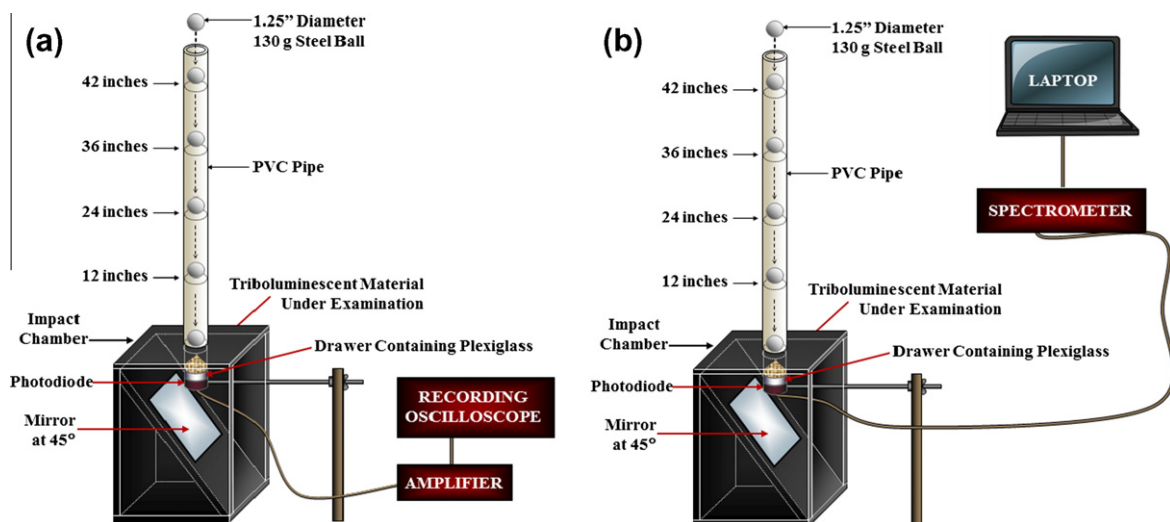 (a)
1.25” Diameter
130 g Steel Ball
42 inches
36 inches
PVC Pipe
24 inches
12 inches
Triboluminescent Material
Under Examination
Impact
Chamber
Drawer Containing Plexiglass
Photodiode
Mirror
at 45°
RECORDING
OSCILLOSCOPE
AMPLIFIER
(b)
1.25” Diameter
130 g Steel Ball
LAPTOP
42 inches
36 inches
PVC Pipe
SPECTROMETER
24 inches
12 inches
Triboluminescent Material
Under Examination
Impact
Chamber
Drawer Containing Plexiglass
Photodiode
Mirror
at 45°